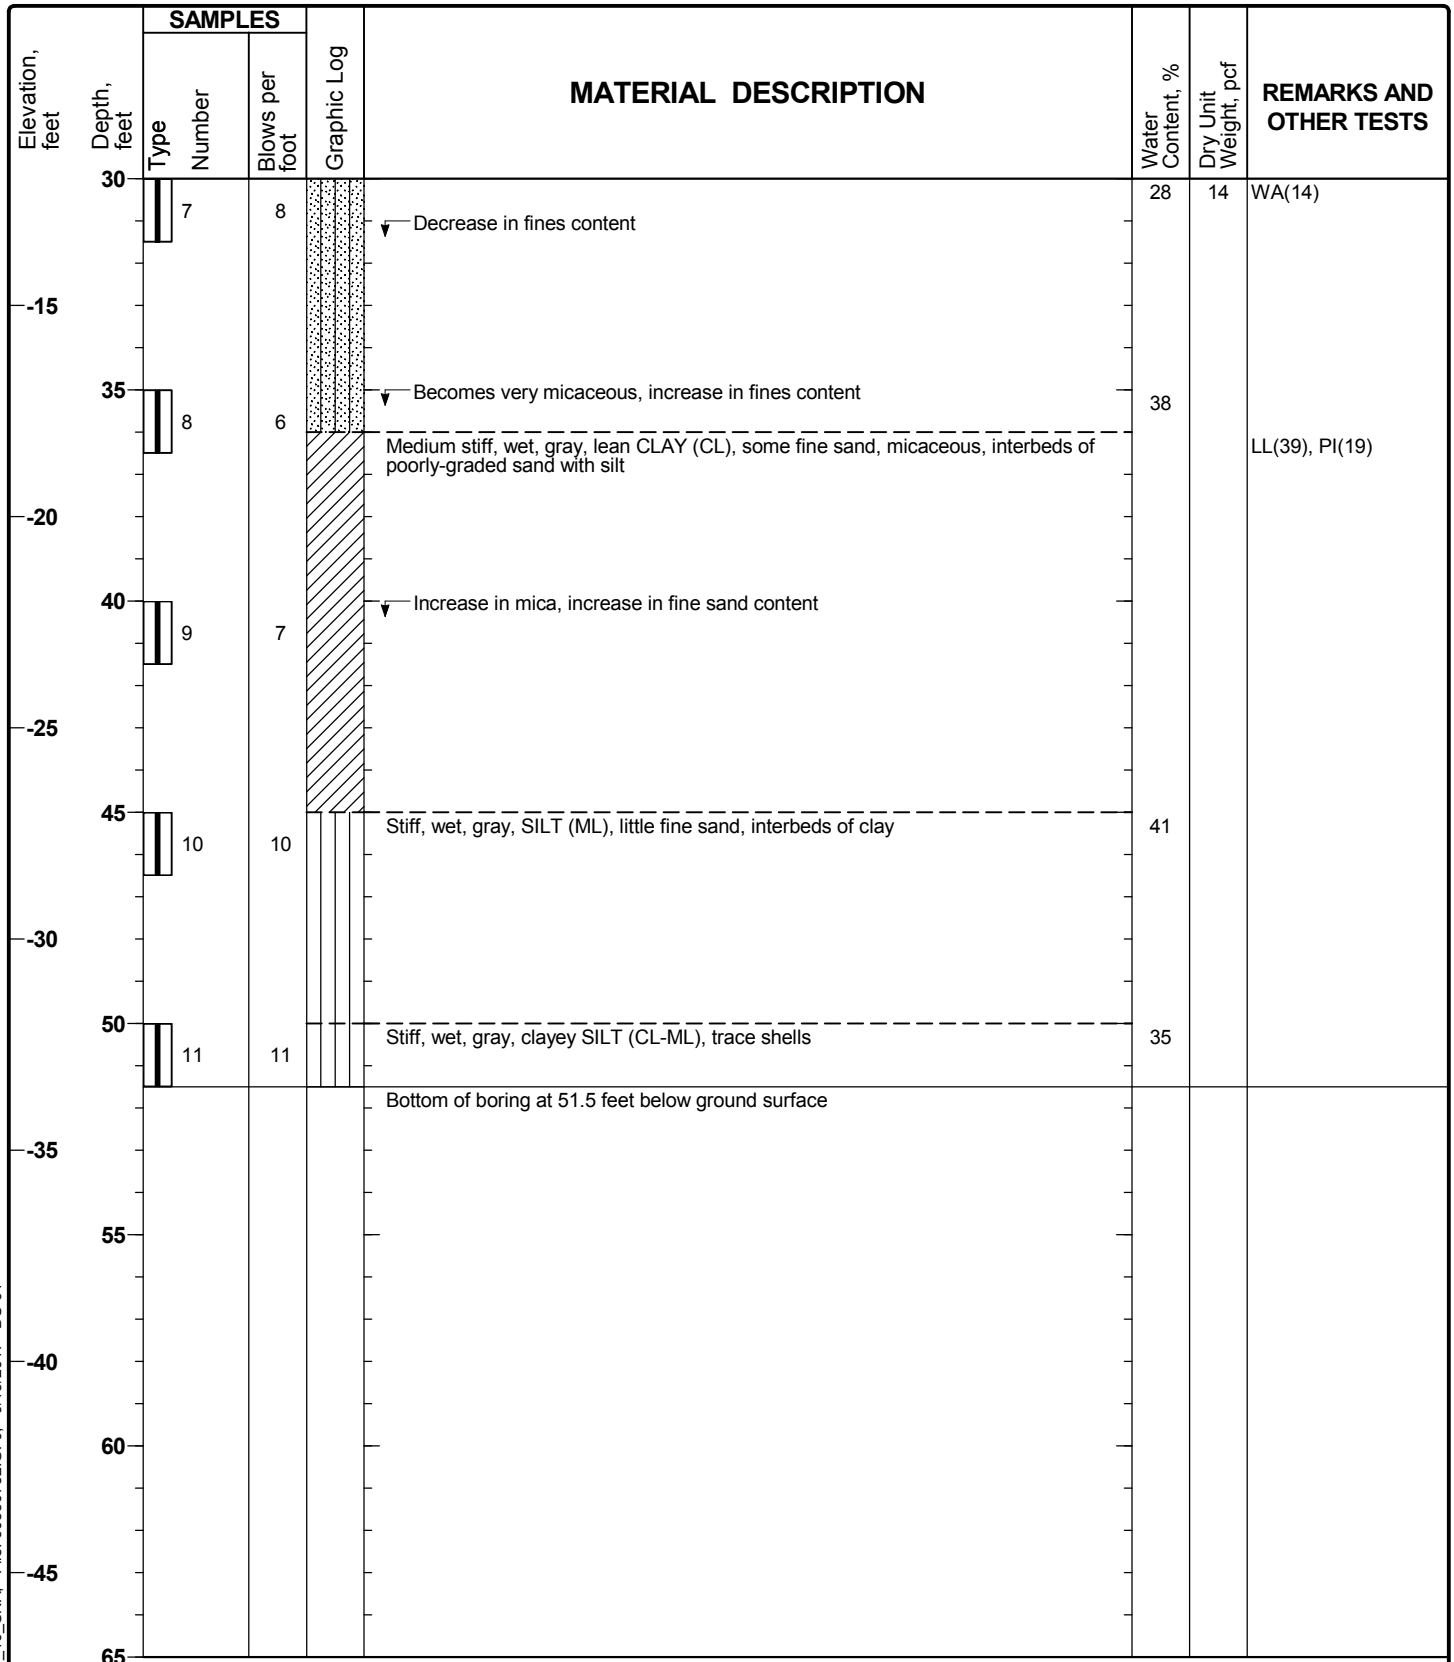 SAMPLES
Elevation,
feet
Depth,
feet
Type
Number
Blows per
foot
Graphic Log
MATERIAL DESCRIPTION
Water
Content, %
Dry Unit
Weight, pcf
REMARKS AND
OTHER TESTS
30
7 8 28 14 WA(14)
Decrease in fines content
-15
35
Becomes very micaceous, increase in fines content
38
8 6
Medium stiff, wet, gray, lean CLAY (CL), some fine sand, micaceous, interbeds of
poorly-graded sand with silt
LL(39), PI(19)
-20
40
Increase in mica, increase in fine sand content
9 7
-25
45
Stiff, wet, gray, SILT (ML), little fine sand, interbeds of clay
41
10 10
-30
50
Stiff, wet, gray, clayey SILT (CL-ML), trace shells
35
11 11
Bottom of boring at 51.5 feet below ground surface
-35
55
-40
60
-45
65